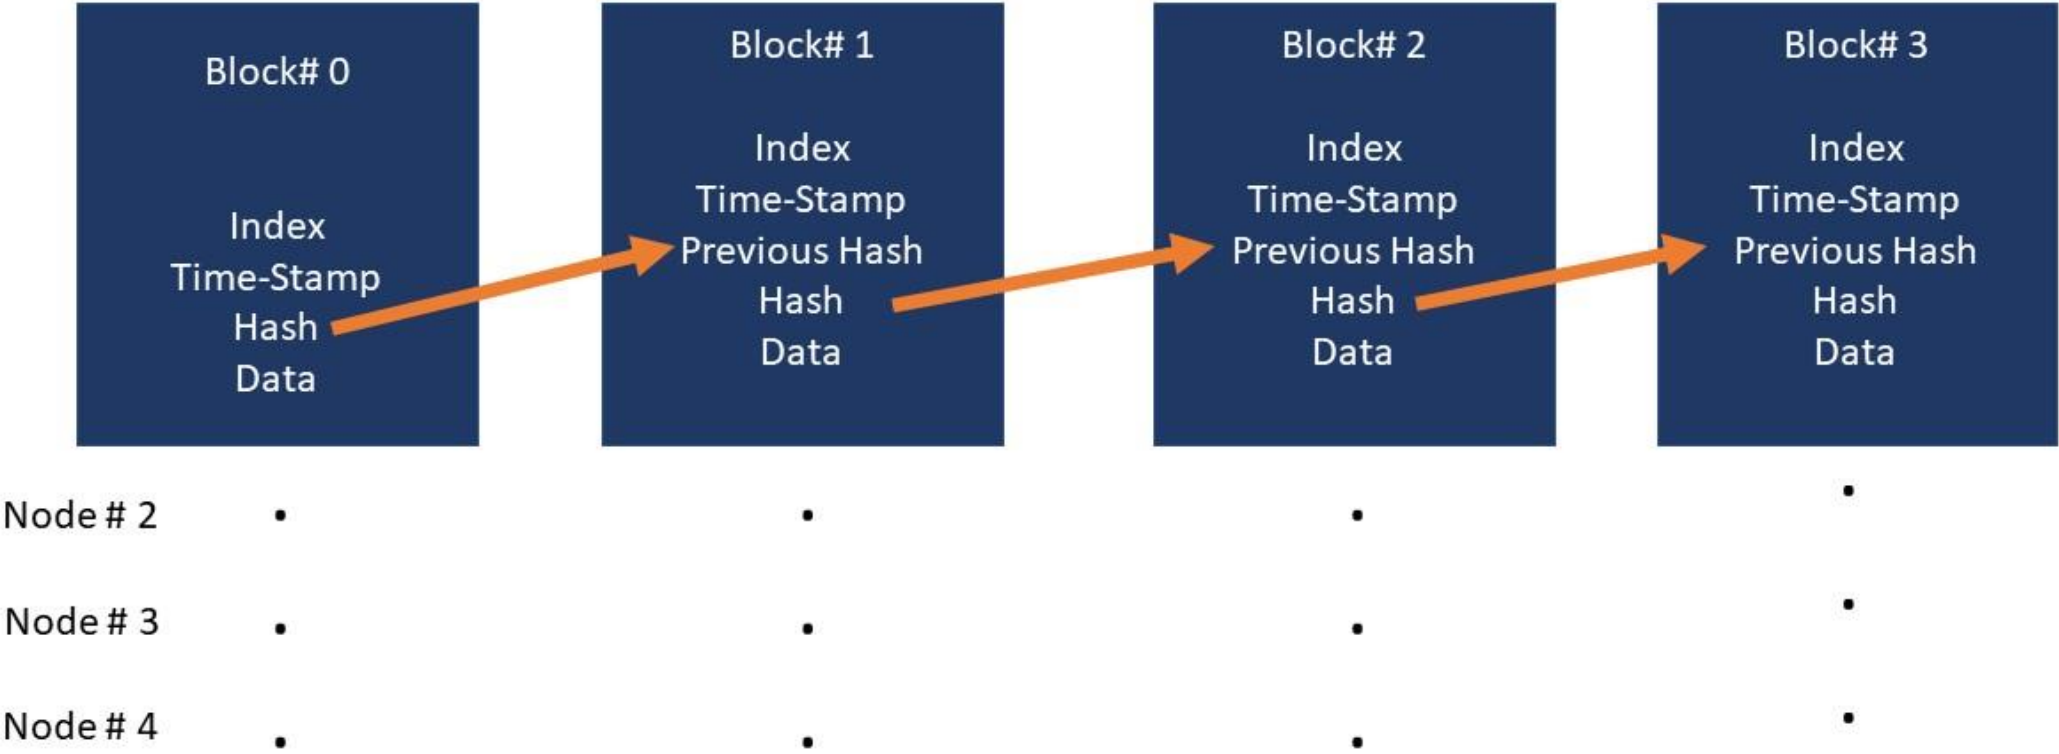 Block# 0
Index
Time-Stamp
Hash
Data
Block# 1
Index
Time-Stamp
Previous Hash
Hash
Data
Block# 2
Index
Time-Stamp
Previous Hash
Hash
Data
Block# 3
Index
Time-Stamp
Previous Hash
Hash
Data
Node # 2
Node # 3
Node # 4